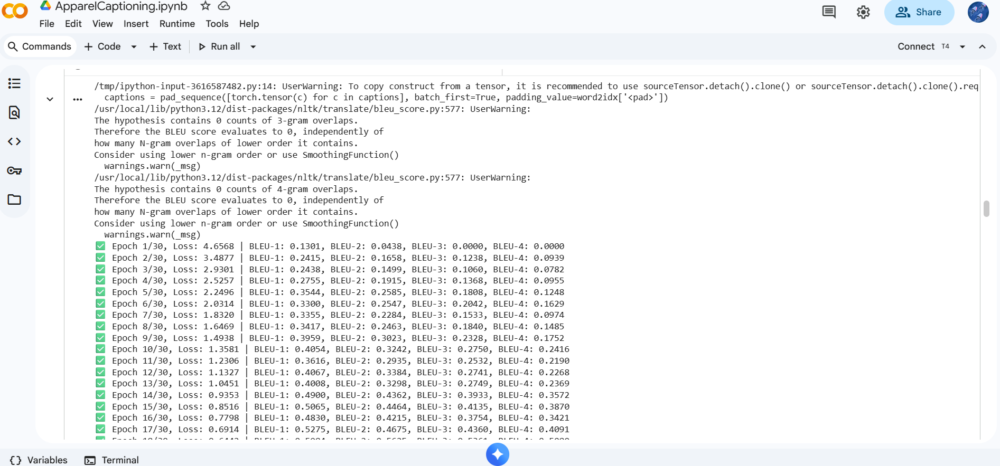 ApparelCaptioning.ipynb
File Edit View Insert Runtime Tools Help
Share
Commands + Code + Text Run all
Connect T4
/tmp/ipython-input-3616587482.py:14: UserWarning: To copy construct from a tensor, it is recommended to use sourceTensor.detach().clone() or sourceTensor.detach().clone().req
captions = pad_sequence([torch.tensor(c) for c in captions], batch_first=True, padding_value=word2idx['<pad>'])
/usr/local/lib/python3.12/dist-packages/nltk/translate/bleu_score.py:577: UserWarning:
The hypothesis contains 0 counts of 3-gram overlaps.
Therefore the BLEU score evaluates to 0, independently of
how many N-gram overlaps of lower order it contains.
Consider using lower n-gram order or use SmoothingFunction()
warnings.warn(_msg)
/usr/local/lib/python3.12/dist-packages/nltk/translate/bleu_score.py:577: UserWarning:
The hypothesis contains 0 counts of 4-gram overlaps.
Therefore the BLEU score evaluates to 0, independently of
how many N-gram overlaps of lower order it contains.
Consider using lower n-gram order or use SmoothingFunction()
warnings.warn(_msg)
✅ Epoch 1/30, Loss: 4.6568 | BLEU-1: 0.1301, BLEU-2: 0.0438, BLEU-3: 0.0000, BLEU-4: 0.0000
✅ Epoch 2/30, Loss: 3.4877 | BLEU-1: 0.2415, BLEU-2: 0.1658, BLEU-3: 0.1238, BLEU-4: 0.0939
✅ Epoch 3/30, Loss: 2.9301 | BLEU-1: 0.2438, BLEU-2: 0.1499, BLEU-3: 0.1060, BLEU-4: 0.0782
✅ Epoch 4/30, Loss: 2.5257 | BLEU-1: 0.2755, BLEU-2: 0.1915, BLEU-3: 0.1368, BLEU-4: 0.0955
✅ Epoch 5/30, Loss: 2.2496 | BLEU-1: 0.3544, BLEU-2: 0.2585, BLEU-3: 0.1808, BLEU-4: 0.1248
✅ Epoch 6/30, Loss: 2.0314 | BLEU-1: 0.3300, BLEU-2: 0.2547, BLEU-3: 0.2042, BLEU-4: 0.1629
✅ Epoch 7/30, Loss: 1.8320 | BLEU-1: 0.3355, BLEU-2: 0.2284, BLEU-3: 0.1533, BLEU-4: 0.0974
✅ Epoch 8/30, Loss: 1.6469 | BLEU-1: 0.3417, BLEU-2: 0.2463, BLEU-3: 0.1840, BLEU-4: 0.1485
✅ Epoch 9/30, Loss: 1.4938 | BLEU-1: 0.3959, BLEU-2: 0.3023, BLEU-3: 0.2328, BLEU-4: 0.1752
✅ Epoch 10/30, Loss: 1.3581 | BLEU-1: 0.4054, BLEU-2: 0.3242, BLEU-3: 0.2750, BLEU-4: 0.2416
✅ Epoch 11/30, Loss: 1.2306 | BLEU-1: 0.3616, BLEU-2: 0.2935, BLEU-3: 0.2532, BLEU-4: 0.2190
✅ Epoch 12/30, Loss: 1.1327 | BLEU-1: 0.4067, BLEU-2: 0.3384, BLEU-3: 0.2741, BLEU-4: 0.2268
✅ Epoch 13/30, Loss: 1.0451 | BLEU-1: 0.4008, BLEU-2: 0.3298, BLEU-3: 0.2749, BLEU-4: 0.2369
✅ Epoch 14/30, Loss: 0.9353 | BLEU-1: 0.4900, BLEU-2: 0.4362, BLEU-3: 0.3933, BLEU-4: 0.3572
✅ Epoch 15/30, Loss: 0.8516 | BLEU-1: 0.5065, BLEU-2: 0.4464, BLEU-3: 0.4135, BLEU-4: 0.3870
✅ Epoch 16/30, Loss: 0.7798 | BLEU-1: 0.4830, BLEU-2: 0.4215, BLEU-3: 0.3754, BLEU-4: 0.3421
✅ Epoch 17/30, Loss: 0.6914 | BLEU-1: 0.5275, BLEU-2: 0.4675, BLEU-3: 0.4360, BLEU-4: 0.4091
Variables Terminal